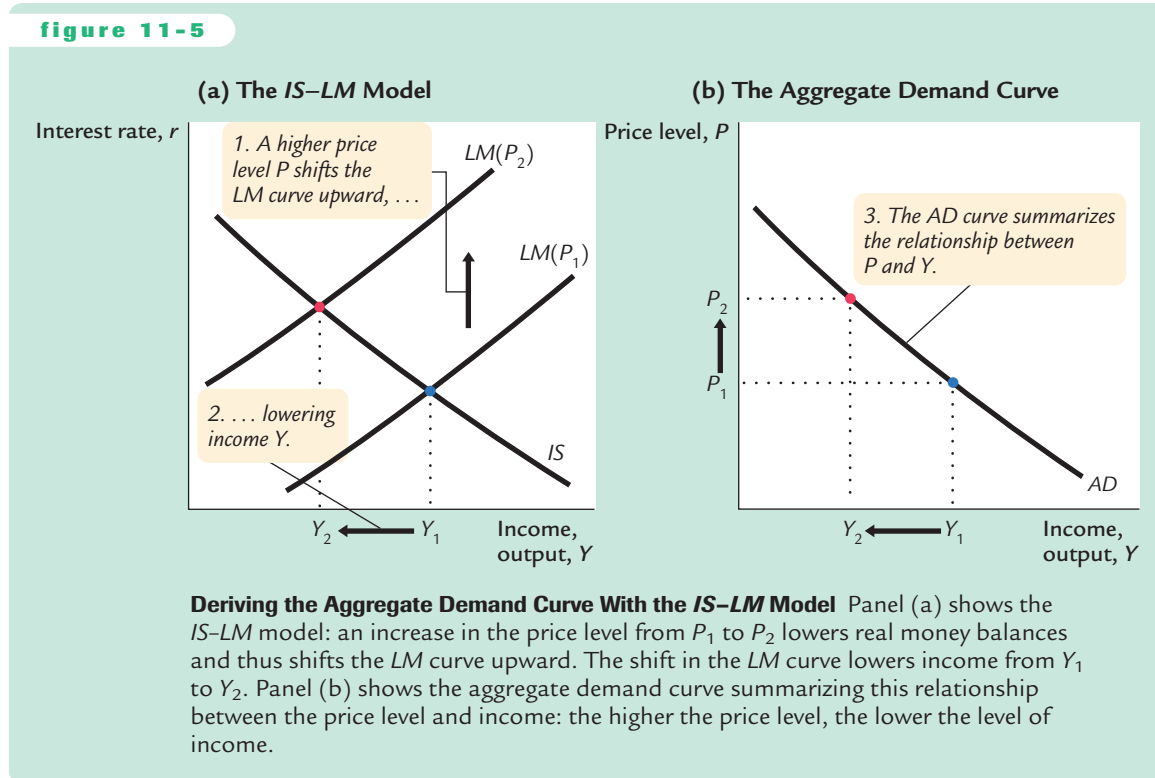 figure 11-5
(a) The IS–LM Model
Interest rate, r
1. A higher price
level P shifts the
LM curve upward, . . .
LM(P₂)
LM(P₁)
2. . . . lowering
income Y.
IS
Y₂
Y₁
Income,
output, Y
(b) The Aggregate Demand Curve
Price level, P
3. The AD curve summarizes
the relationship between
P and Y.
P₂
P₁
AD
Y₂
Y₁
Income,
output, Y
Deriving the Aggregate Demand Curve With the IS–LM Model Panel (a) shows the
IS–LM model: an increase in the price level from P₁ to P₂ lowers real money balances
and thus shifts the LM curve upward. The shift in the LM curve lowers income from Y₁
to Y₂. Panel (b) shows the aggregate demand curve summarizing this relationship
between the price level and income: the higher the price level, the lower the level of
income.